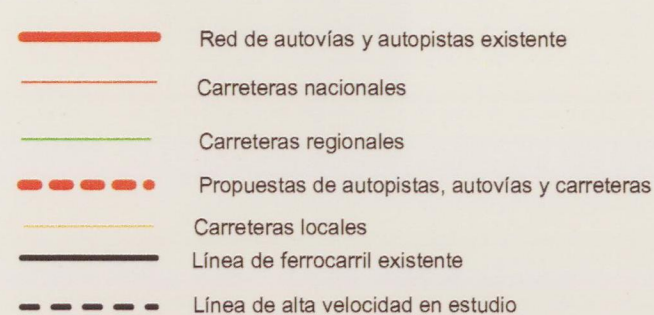 Red de autovías y autopistas existente
Carreteras nacionales
Carreteras regionales
Propuestas de autopistas, autovías y carreteras
Carreteras locales
Línea de ferrocarril existente
Línea de alta velocidad en estudio